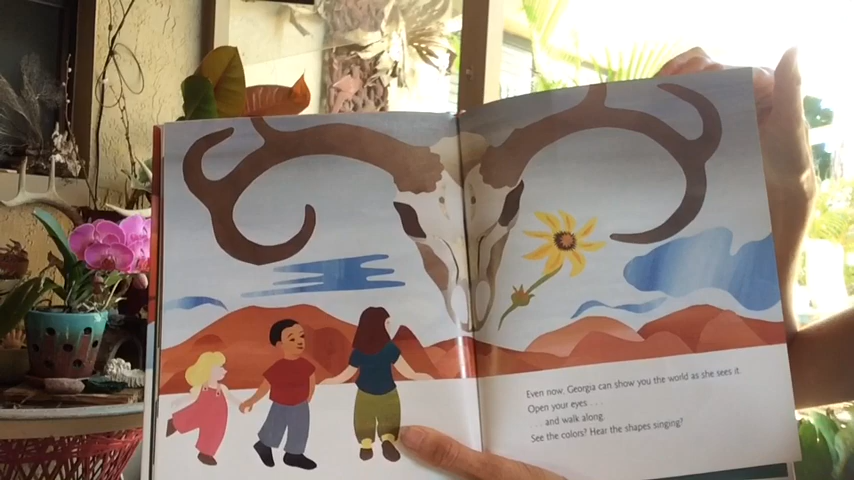 Even now, Georgia can show you the world as she sees it.
Open your eyes . . .
. . . and walk along.
See the colors? Hear the shapes singing?